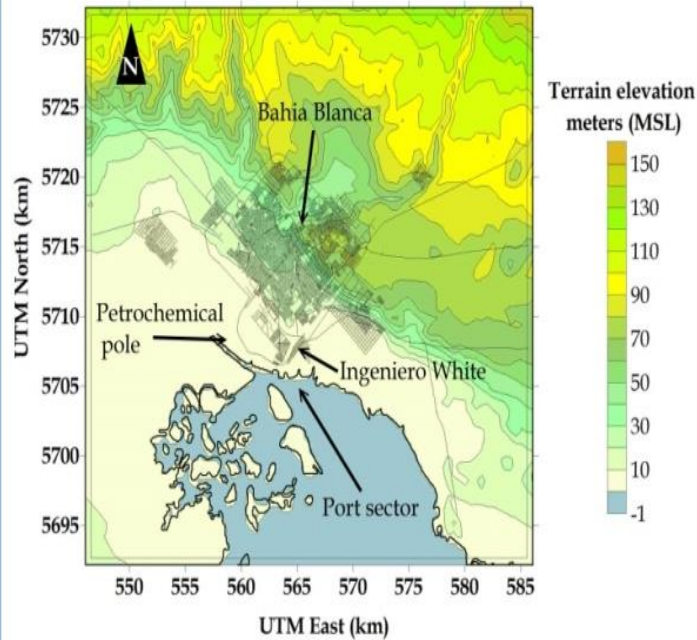 N
Bahia Blanca
Petrochemical
pole
Ingeniero White
Port sector
UTM North (km)
5730
5725
5720
5715
5710
5705
5700
5695
550 555 560 565 570 575 580 585
UTM East (km)
Terrain elevation
meters (MSL)
150
130
110
90
70
50
30
10
-1